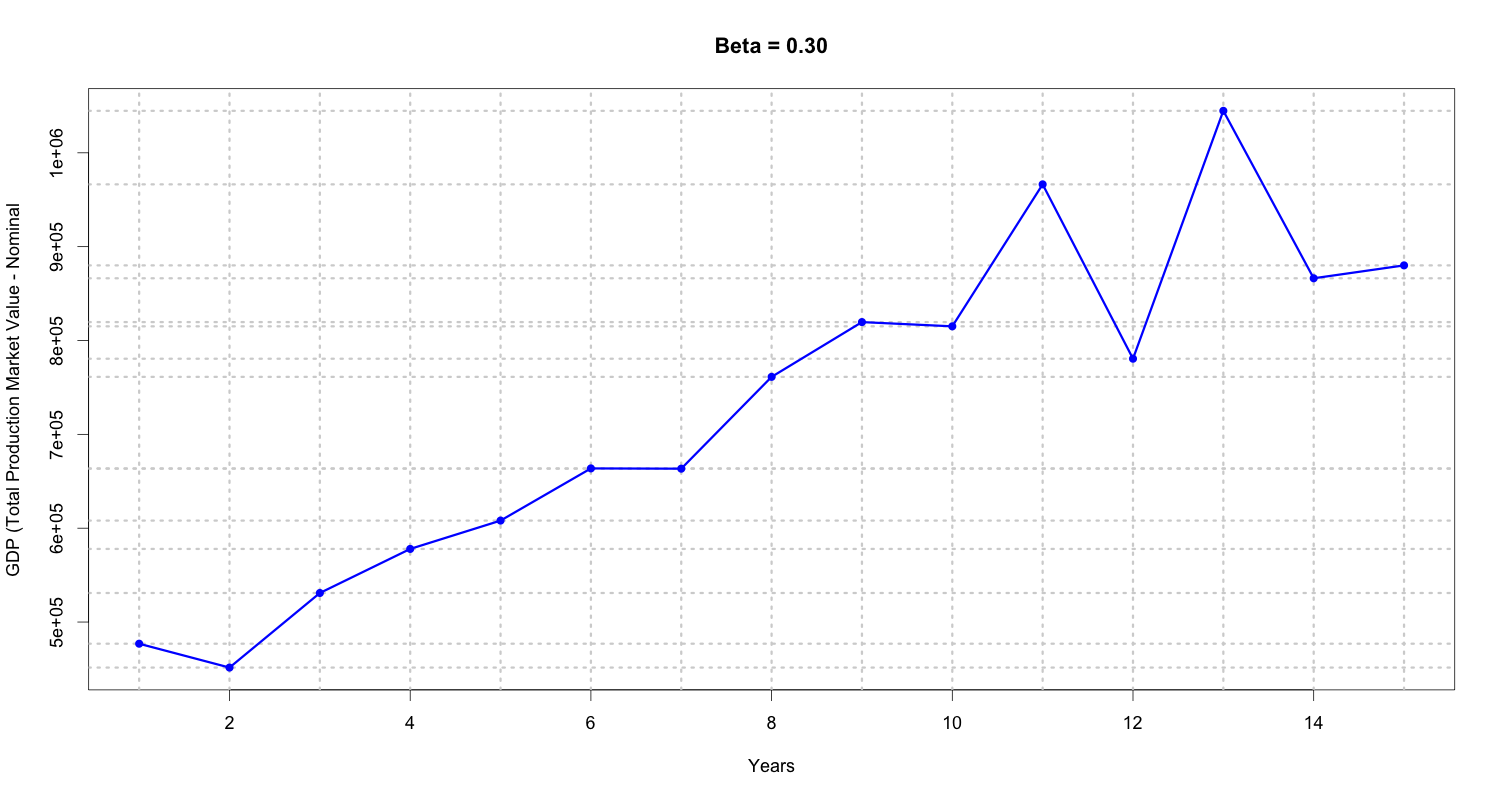 Beta = 0.30
GDP (Total Production Market Value - Nominal
1e+06
9e+05
8e+05
7e+05
6e+05
5e+05
2 4 6 8 10 12 14
Years